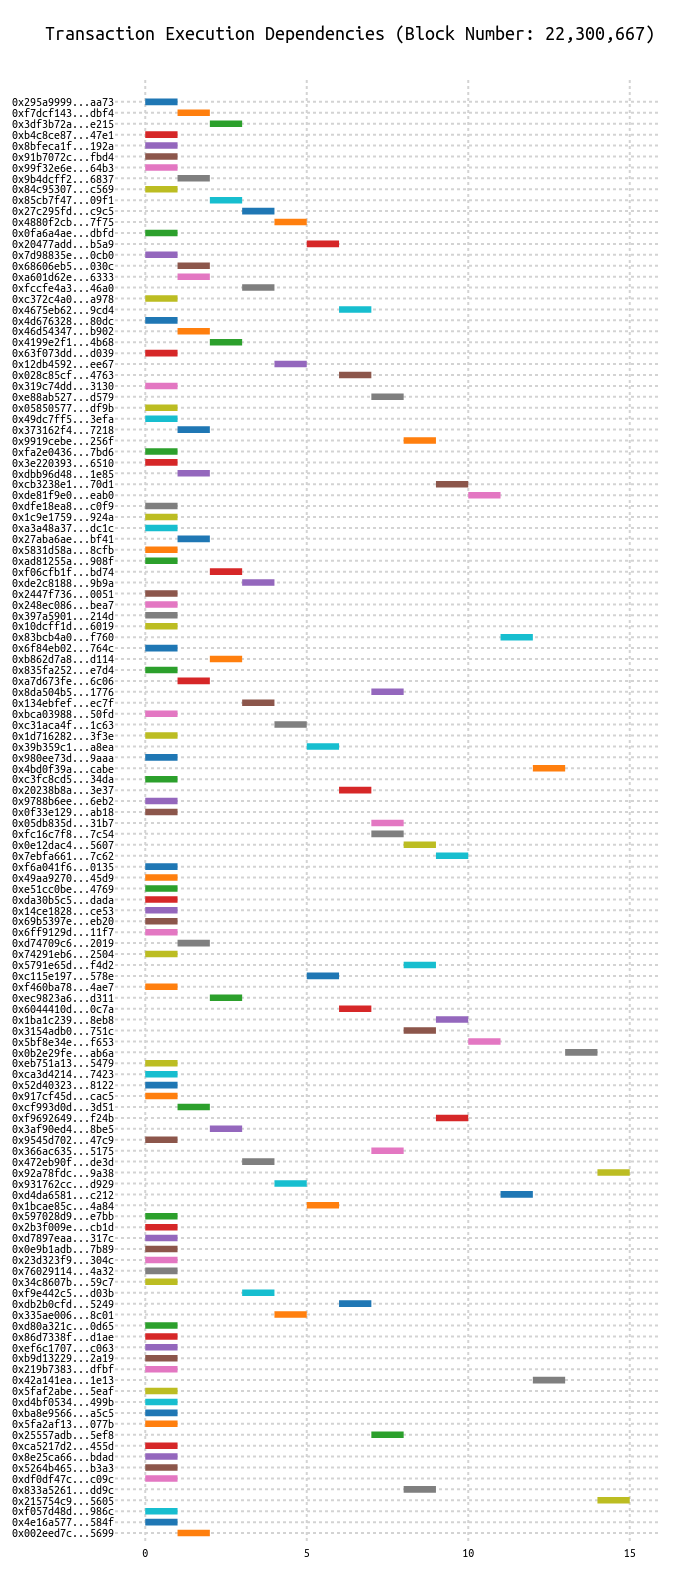 Transaction Execution Dependencies (Block Number: 22,300,667)
0x295a9999...aa73
0xf7dcf143...dbf4
0x3df3b72a...e215
0xb4c8ce87...47e1
0x8bfeca1f...192a
0x91b7072c...fbd4
0x99f32e6e...64b3
0x9b4dcff2...6837
0x84c95307...c569
0x85cb7f47...09f1
0x27c295fd...c9c5
0x4880f2cb...7f75
0x0fa6a4ae...dbfd
0x20477add...b5a9
0x7d98835e...0cb0
0x68606eb5...030c
0xa601d62e...6333
0xfccfe4a3...46a0
0xc372c4a0...a978
0x4675eb62...9cd4
0x4d676328...80dc
0x46d54347...b902
0x4199e2f1...4b68
0x63f073dd...d039
0x12db4592...ee67
0x028c85cf...4763
0x319c74dd...3130
0xe88ab527...d579
0x05850577...df9b
0x49dc7ff5...3efa
0x373162f4...7218
0x9919cebe...256f
0xfa2e0436...7bd6
0x3e220393...6510
0xdbb96d48...1e85
0xcb3238e1...70d1
0xde81f9e0...eab0
0xdfe18ea8...c0f9
0x1c9e1759...924a
0xa3a48a37...dc1c
0x27aba6ae...bf41
0x5831d58a...8cfb
0xad81255a...908f
0xf06cfb1f...bd74
0xde2c8188...9b9a
0x2447f736...0051
0x248ec086...bea7
0x397a5901...214d
0x10dcff1d...6019
0x83bcb4a0...f760
0x6f84eb02...764c
0xb862d7a8...d114
0x835fa252...e7d4
0xa7d673fe...6c06
0x8da504b5...1776
0x134ebfef...ec7f
0xbca03988...50fd
0xc31aca4f...1c63
0x1d716282...3f3e
0x39b359c1...a8ea
0x980ee73d...9aaa
0x4bd0f39a...cabe
0xc3fc8cd5...34da
0x20238b8a...3e37
0x9788b6ee...6eb2
0x0f33e129...ab18
0x05db835d...31b7
0xfc16c7f8...7c54
0x0e12dac4...5607
0x7ebfa661...7c62
0xf6a041f6...0135
0x49aa9270...45d9
0xe51cc0be...4769
0xda30b5c5...dada
0x14ce1828...ce53
0x69b5397e...eb20
0x6ff9129d...11f7
0xd74709c6...2019
0x74291eb6...2504
0x5791e65d...f4d2
0xc115e197...578e
0xf460ba78...4ae7
0xec9823a6...d311
0x6044410d...0c7a
0x1ba1c239...8eb8
0x3154adb0...751c
0x5bf8e34e...f653
0x0b2e29fe...ab6a
0xeb751a13...5479
0xca3d4214...7423
0x52d40323...8122
0x917cf45d...cac5
0xcf993d0d...3d51
0xf9692649...f24b
0x3af90ed4...8be5
0x9545d702...47c9
0x366ac635...5175
0x472eb90f...de3d
0x92a78fdc...9a38
0x931762cc...d929
0xd4da6581...c212
0x1bcae85c...4a84
0x597028d9...e7bb
0x2b3f009e...cb1d
0xd7897eaa...317c
0x0e9b1adb...7b89
0x23d323f9...304c
0x76029114...4a32
0x34c8607b...59c7
0xf9e442c5...d03b
0xdb2b0cfd...5249
0x335ae006...8c01
0xd80a321c...0d65
0x86d7338f...d1ae
0xef6c1707...c063
0xb9d13229...2a19
0x219b7383...dfbf
0x42a141ea...1e13
0x5faf2abe...5eaf
0xd4bf0534...499b
0xba8e9566...a5c5
0x5fa2af13...077b
0x25557adb...5ef8
0xca5217d2...455d
0x8e25ca66...bdad
0x5264b465...b3a3
0xdf0df47c...c09c
0x833a5261...dd9c
0x215754c9...5605
0xf057d48d...986c
0x4e16a577...584f
0x002eed7c...5699
0 5 10 15